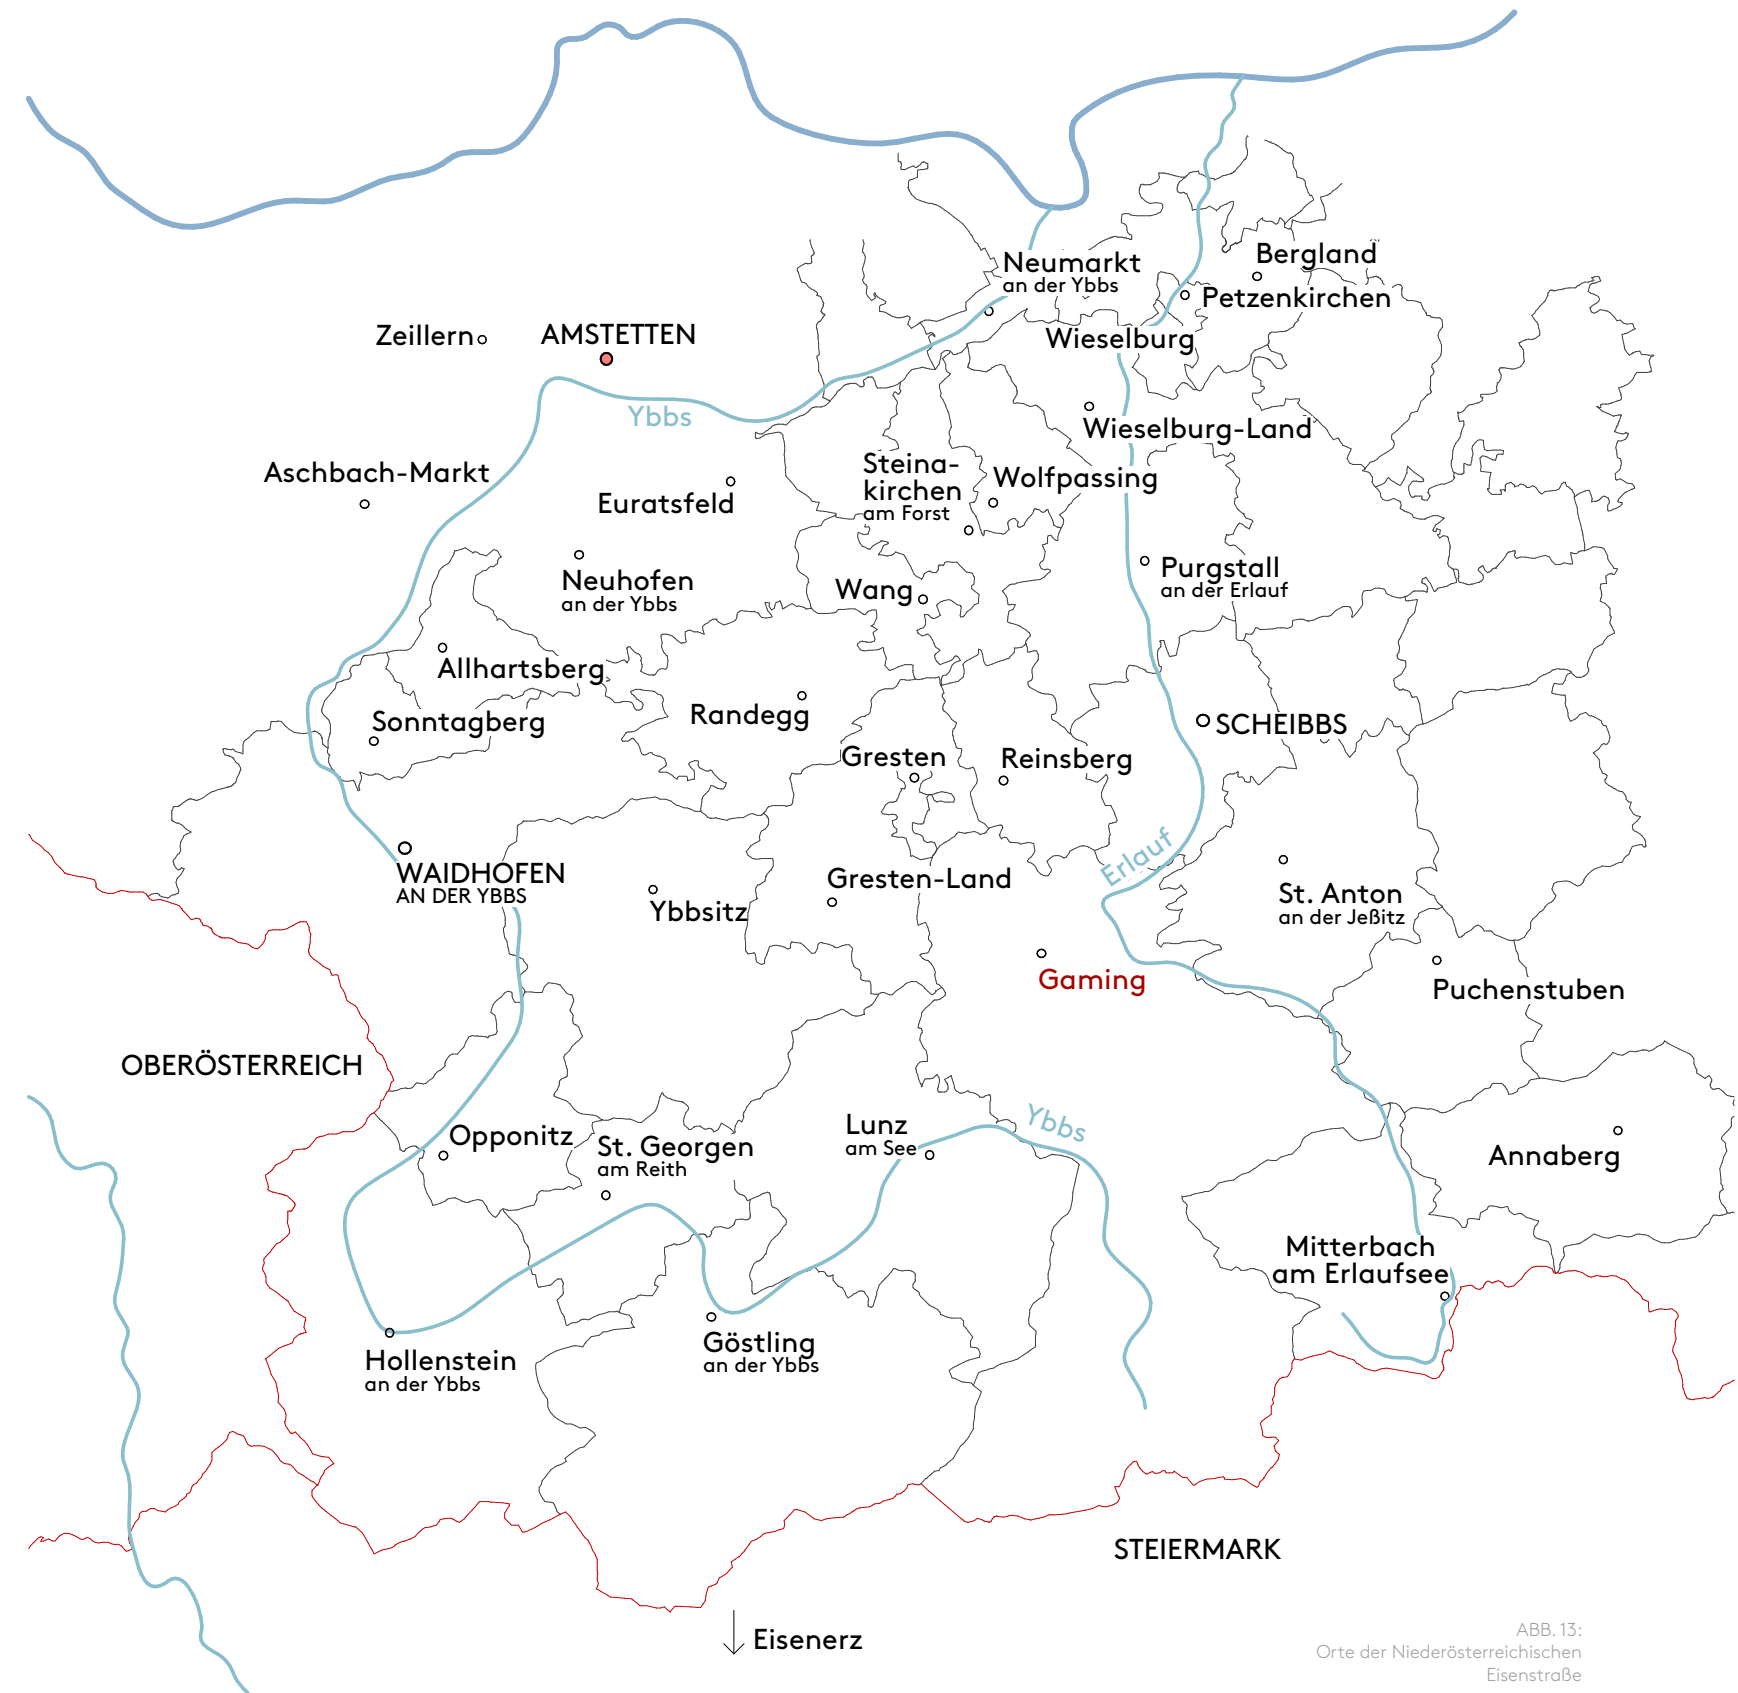 Bergland
Neumarkt
an der Ybbs
Petzenkirchen
Zeillern
AMSTETTEN
Wieselburg
Ybbs
Wieselburg-Land
Aschbach-Markt
Steina-
kirchen
am Forst
Wolfpassing
Euratsfeld
Neuhofen
an der Ybbs
Wang
Purgstall
an der Erlauf
Allhartsberg
Sonntagberg
Randegg
SCHEIBBS
Gresten
Reinsberg
Erlauf
WAIDHOFEN
AN DER YBBS
Ybbsitz
Gresten-Land
St. Anton
an der Jeßitz
Gaming
Puchenstuben
OBERÖSTERREICH
Opponitz
St. Georgen
am Reith
Lunz
am See
Ybbs
Annaberg
Mitterbach
am Erlaufsee
Göstling
an der Ybbs
Hollenstein
an der Ybbs
STEIERMARK
Eisenerz
ABB. 13:
Orte der Niederösterreichischen
Eisenstraße